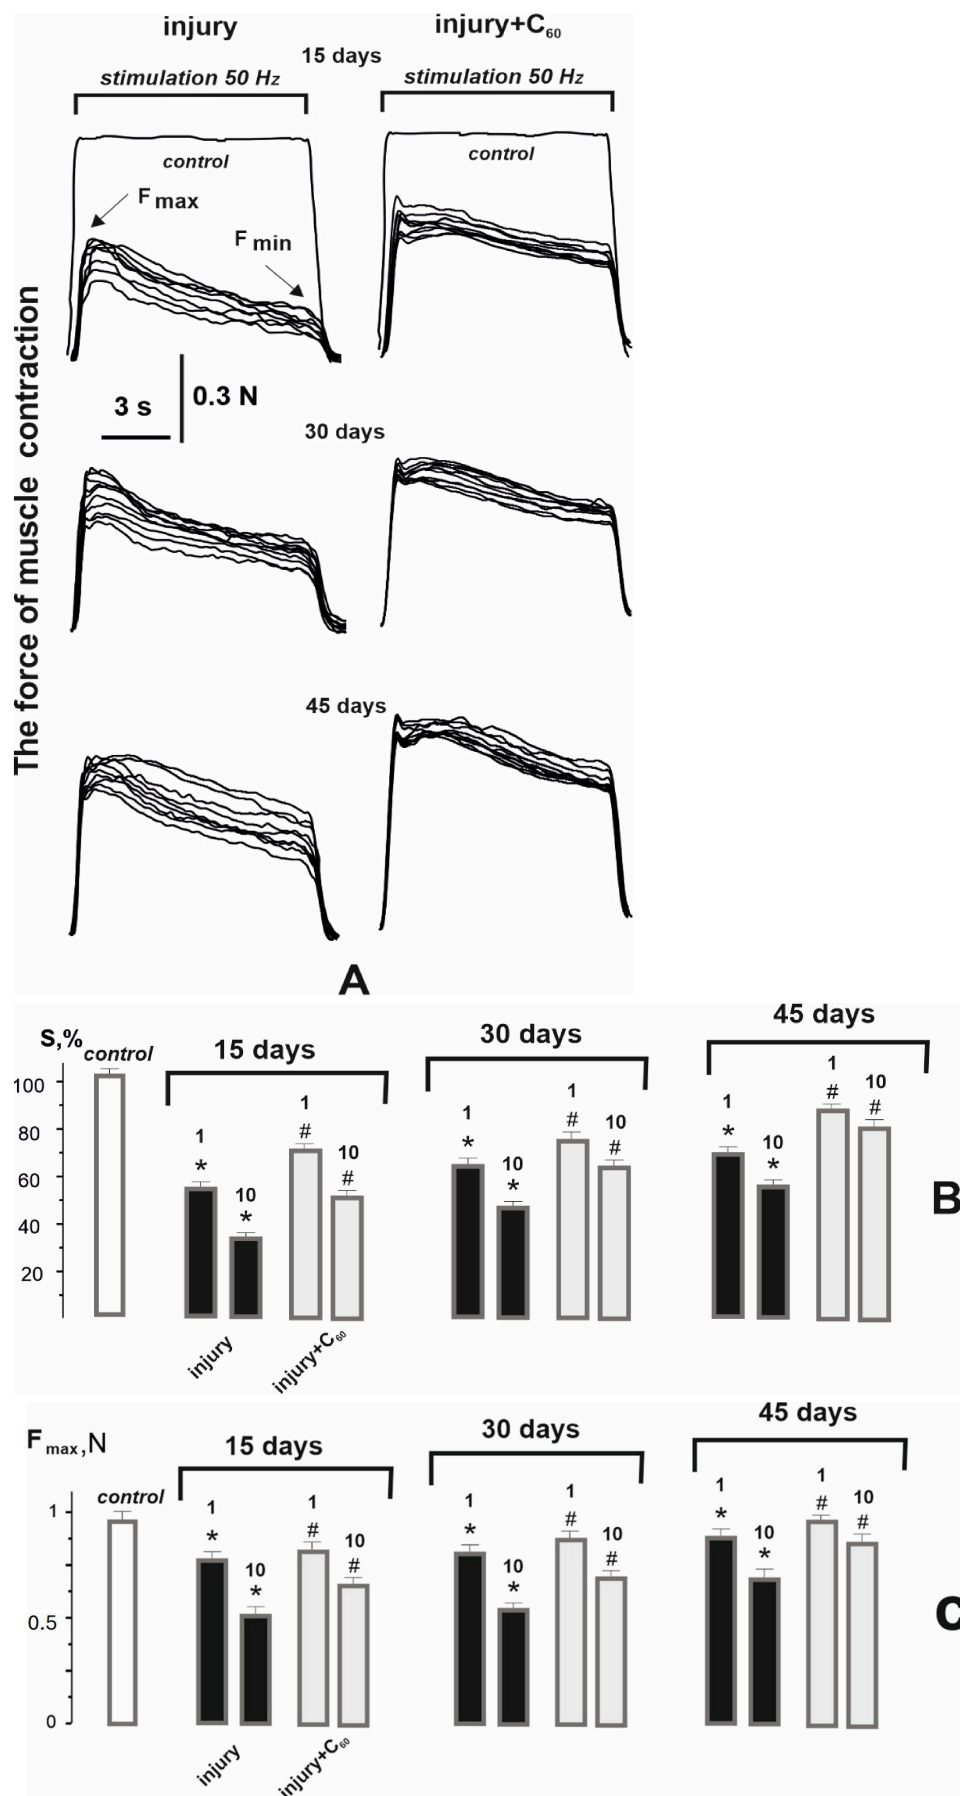 injury
injury+C60
15 days
stimulation 50 Hz
stimulation 50 Hz
control
control
F max
F min
The force of muscle contraction
3 s
0.3 N
30 days
45 days
A
S,%
control
15 days
30 days
45 days
100
80
60
40
20
1
*
10
*
1
#
10
#
1
*
10
*
1
#
10
#
1
*
10
*
1
#
10
#
B
injury
injury+C60
Fmax,N
control
15 days
30 days
45 days
1
0.5
0
1
*
10
*
1
#
10
#
1
*
10
*
1
#
10
#
1
*
10
*
1
#
10
#
C
injury
injury+C60